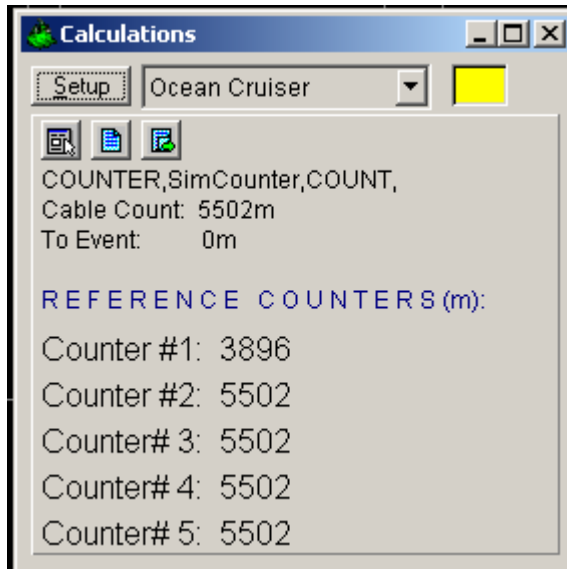 Calculations
Setup Ocean Cruiser
COUNTER,SimCounter,COUNT,
Cable Count: 5502m
To Event: 0m
REFERENCE COUNTERS(m):
Counter #1: 3896
Counter #2: 5502
Counter# 3: 5502
Counter# 4: 5502
Counter# 5: 5502